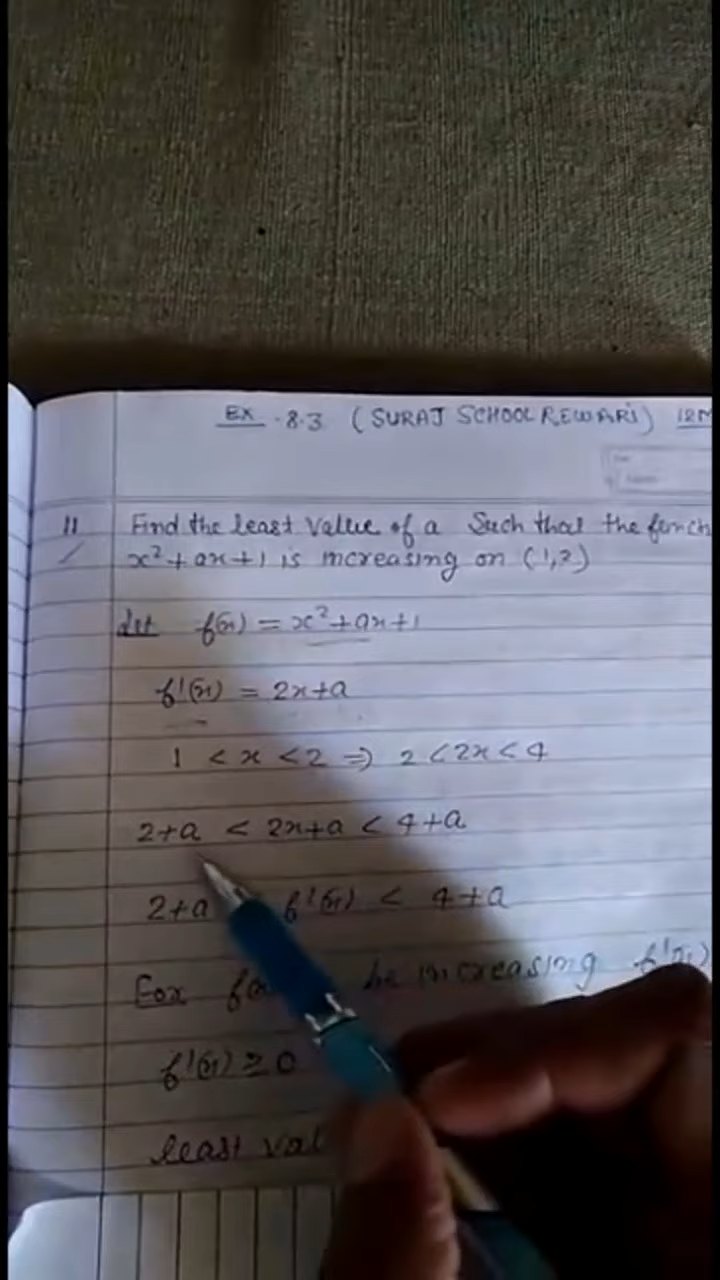 Ex - 8.3 (SURAJ SCHOOL REWARI)
11 Find the least value of a Such that the
x² + ax + 1 is increasing on (1,2)
Let f(x) = x² + ax + 1
f'(x) = 2x + a
1 < x < 2 ⇒ 2 < 2x < 4
2+a < 2x+a < 4+a
2+a f'(x) < 4+a
For be increasing f'(x)
f'(x) ≥ 0
least